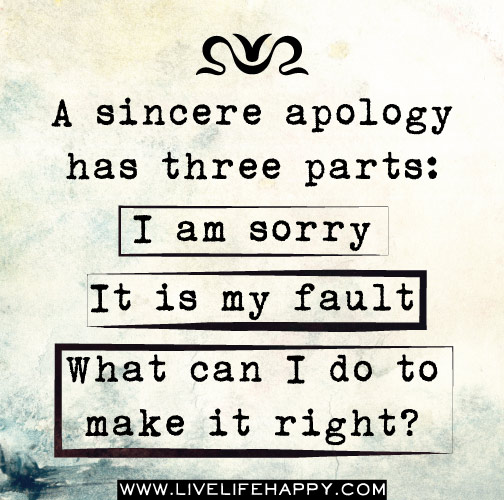 A sincere apology
has three parts:
I am sorry
It is my fault
What can I do to
make it right?
WWW.LIVELIFEHAPPY.COM